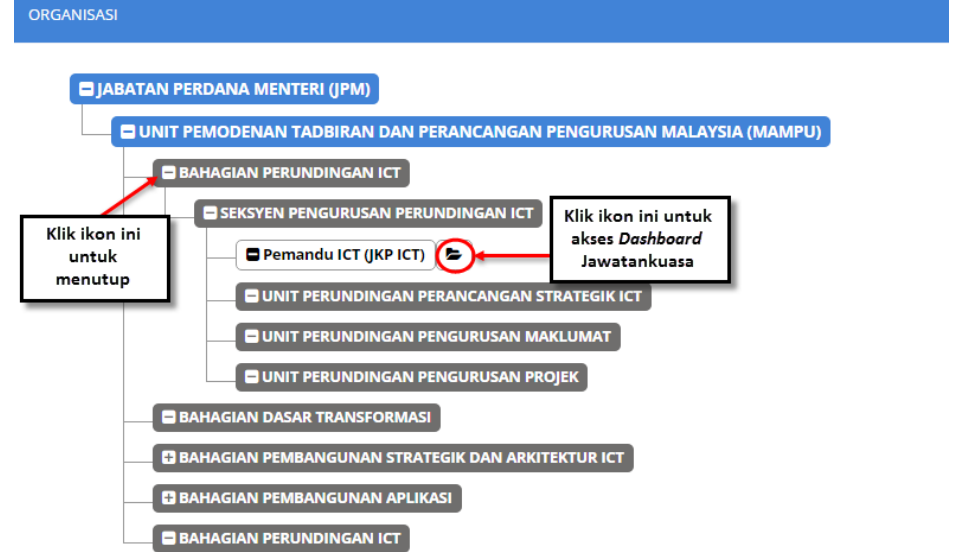 ORGANISASI
JABATAN PERDANA MENTERI (JPM)
UNIT PEMODENAN TADBIRAN DAN PERANCANGAN PENGURUSAN MALAYSIA (MAMPU)
BAHAGIAN PERUNDINGAN ICT
SEKSYEN PENGURUSAN PERUNDINGAN ICT
Klik ikon ini
untuk
menutup
Klik ikon ini untuk
akses Dashboard
Jawatankuasa
Pemandu ICT (JKP ICT)
UNIT PERUNDINGAN PERANCANGAN STRATEGIK ICT
UNIT PERUNDINGAN PENGURUSAN MAKLUMAT
UNIT PERUNDINGAN PENGURUSAN PROJEK
BAHAGIAN DASAR TRANSFORMASI
BAHAGIAN PEMBANGUNAN STRATEGIK DAN ARKITEKTUR ICT
BAHAGIAN PEMBANGUNAN APLIKASI
BAHAGIAN PERUNDINGAN ICT